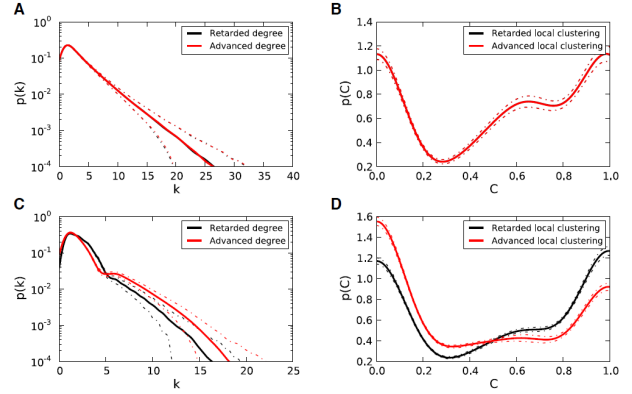 A
10^0
10^-1
10^-2
10^-3
10^-4
p(k)
0 5 10 15 20 25 30 35 40
k
Retarded degree
Advanced degree
B
1.4
1.2
1.0
0.8
0.6
0.4
0.2
p(C)
0.0 0.2 0.4 0.6 0.8 1.0
C
Retarded local clustering
Advanced local clustering
C
10^0
10^-1
10^-2
10^-3
10^-4
p(k)
0 5 10 15 20 25
k
Retarded degree
Advanced degree
D
1.6
1.4
1.2
1.0
0.8
0.6
0.4
0.2
p(C)
0.0 0.2 0.4 0.6 0.8 1.0
C
Retarded local clustering
Advanced local clustering